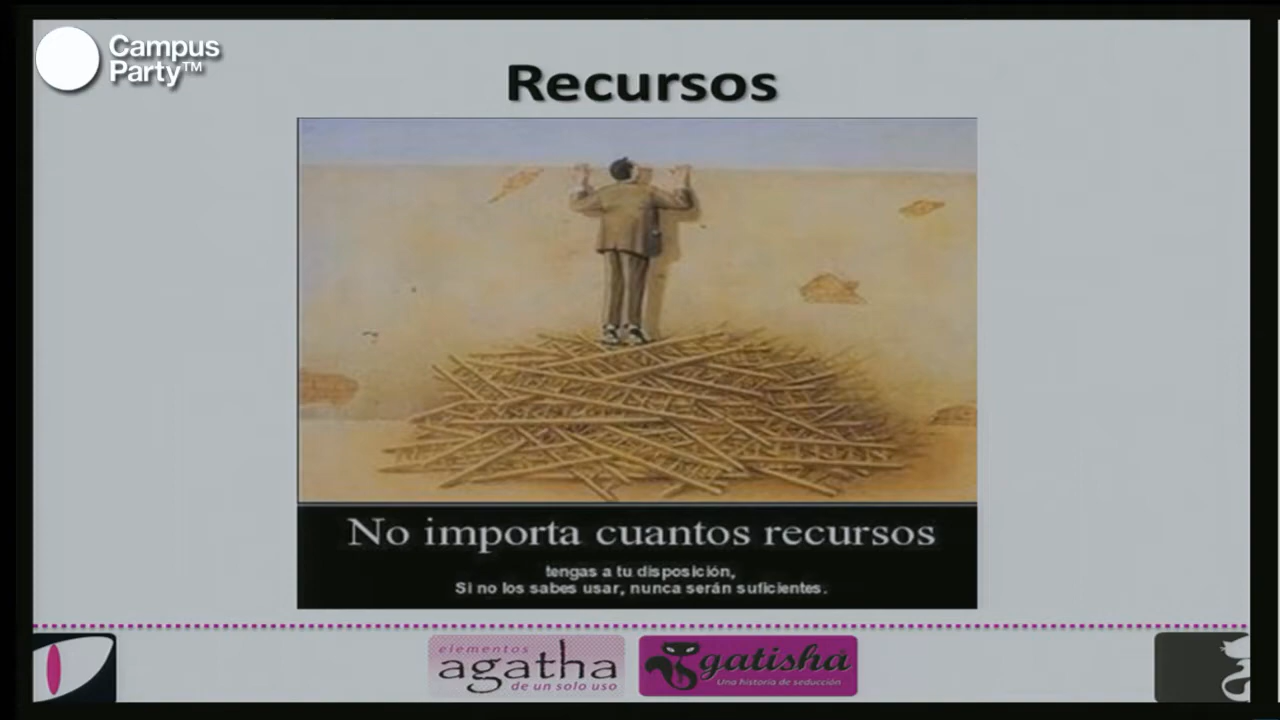 Campus
Party™
Recursos
No importa cuantos recursos
tengas a tu disposición,
Si no los sabes usar, nunca serán suficientes.
elementos
agatha
de un solo uso
gatisha®
Una historia de seducción